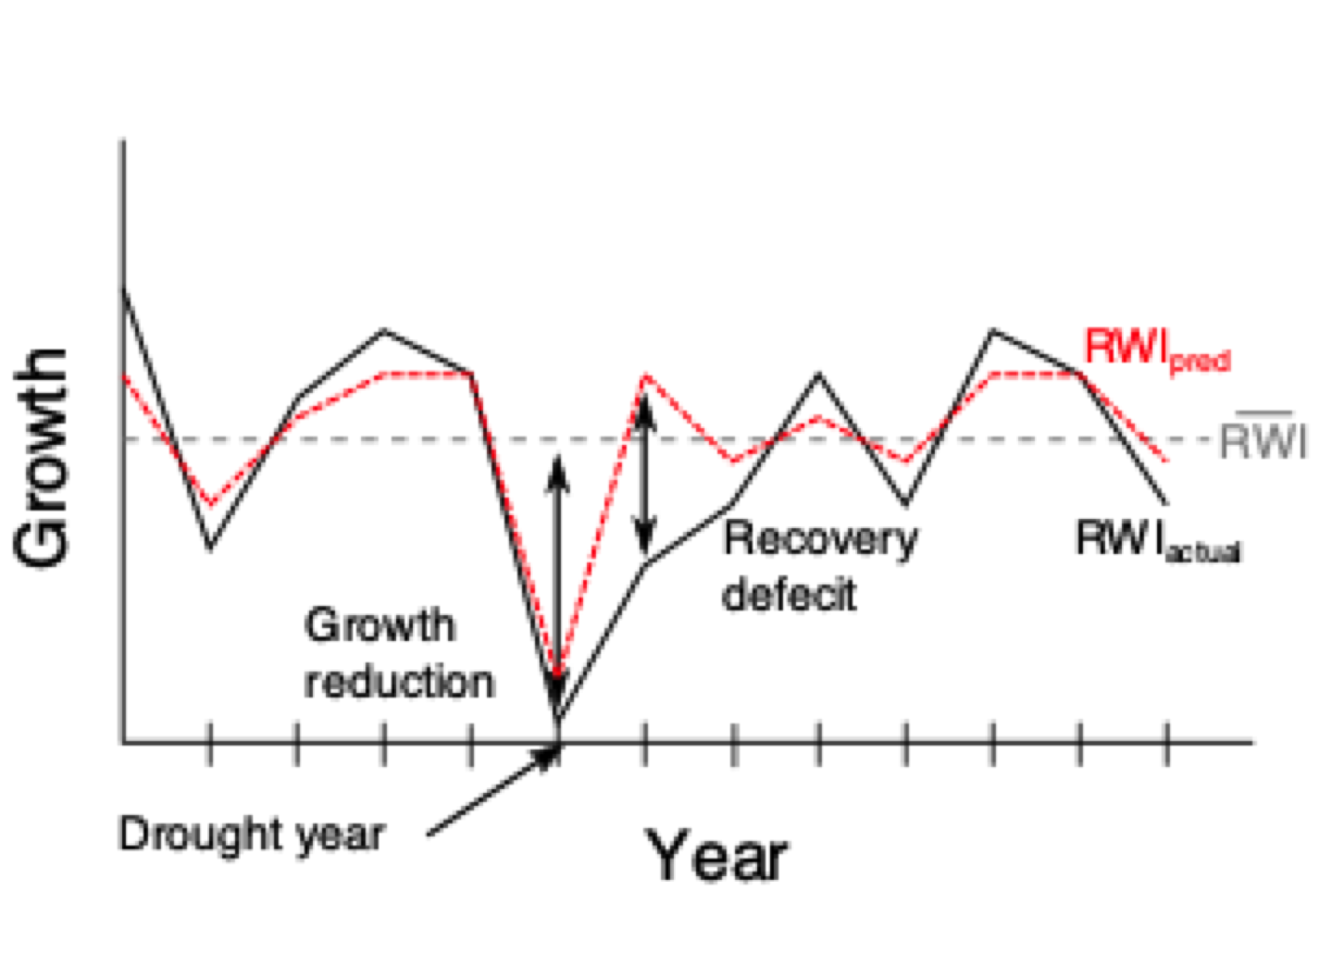 Growth
RWIpred
RWI
Recovery
defecit
RWIactual
Growth
reduction
Drought year
Year